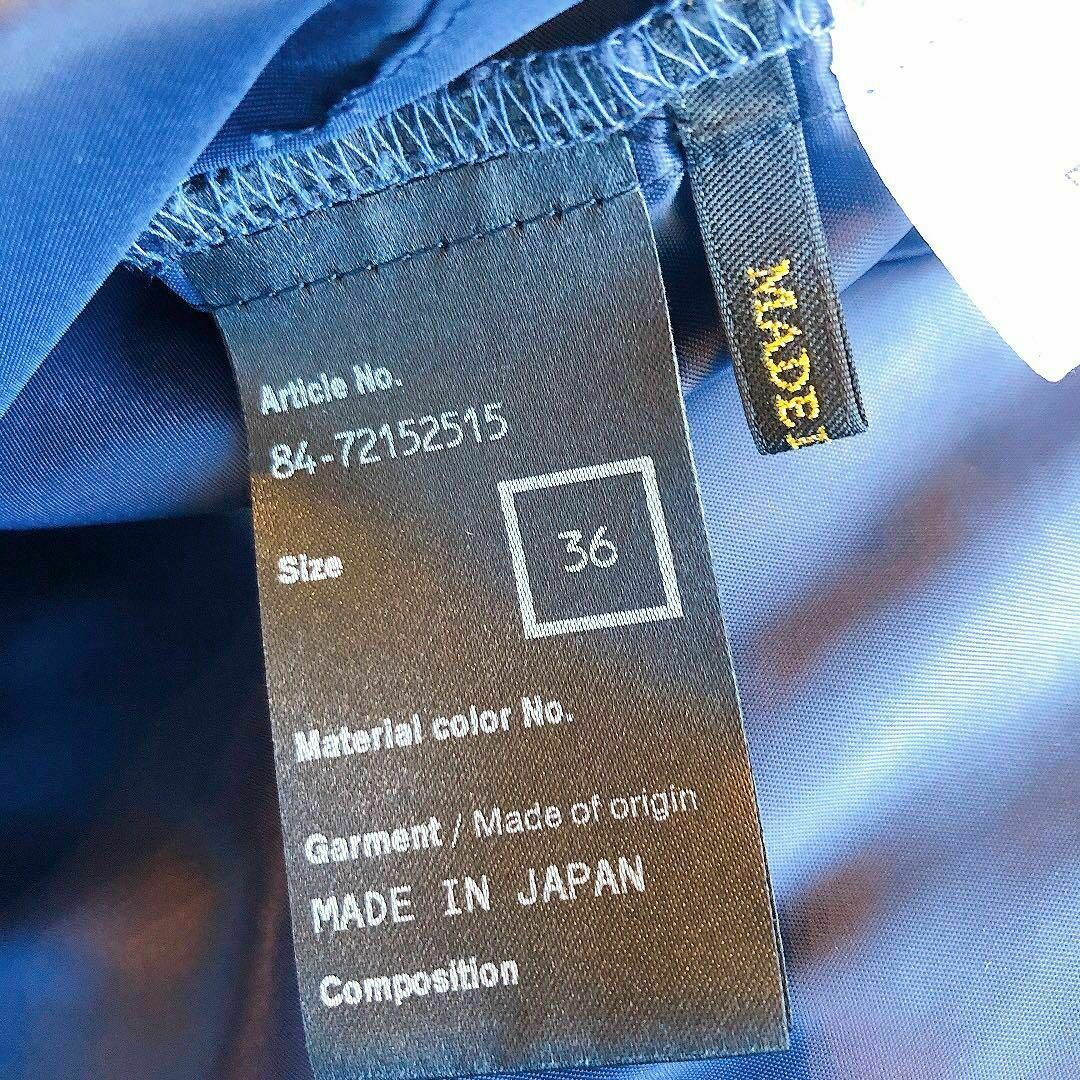 Article No.
84-72152515
Size
36
Material color No.
Garment / Made of origin
MADE IN JAPAN
Composition
MADE I